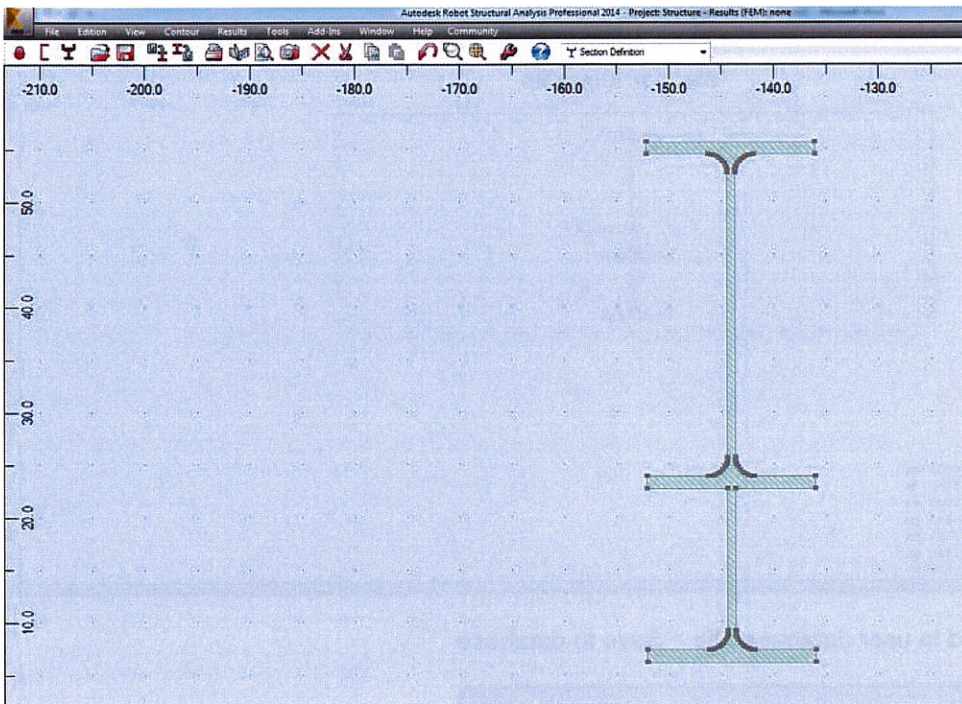 Autodesk Robot Structural Analysis Professional 2014 - Project: Structure - Results (FEM): none
File Edition View Contour Results Tools Add-Ins Window Help Community
Section Definition
-210.0 -200.0 -190.0 -180.0 -170.0 -160.0 -150.0 -140.0 -130.0
50.0
40.0
30.0
20.0
10.0